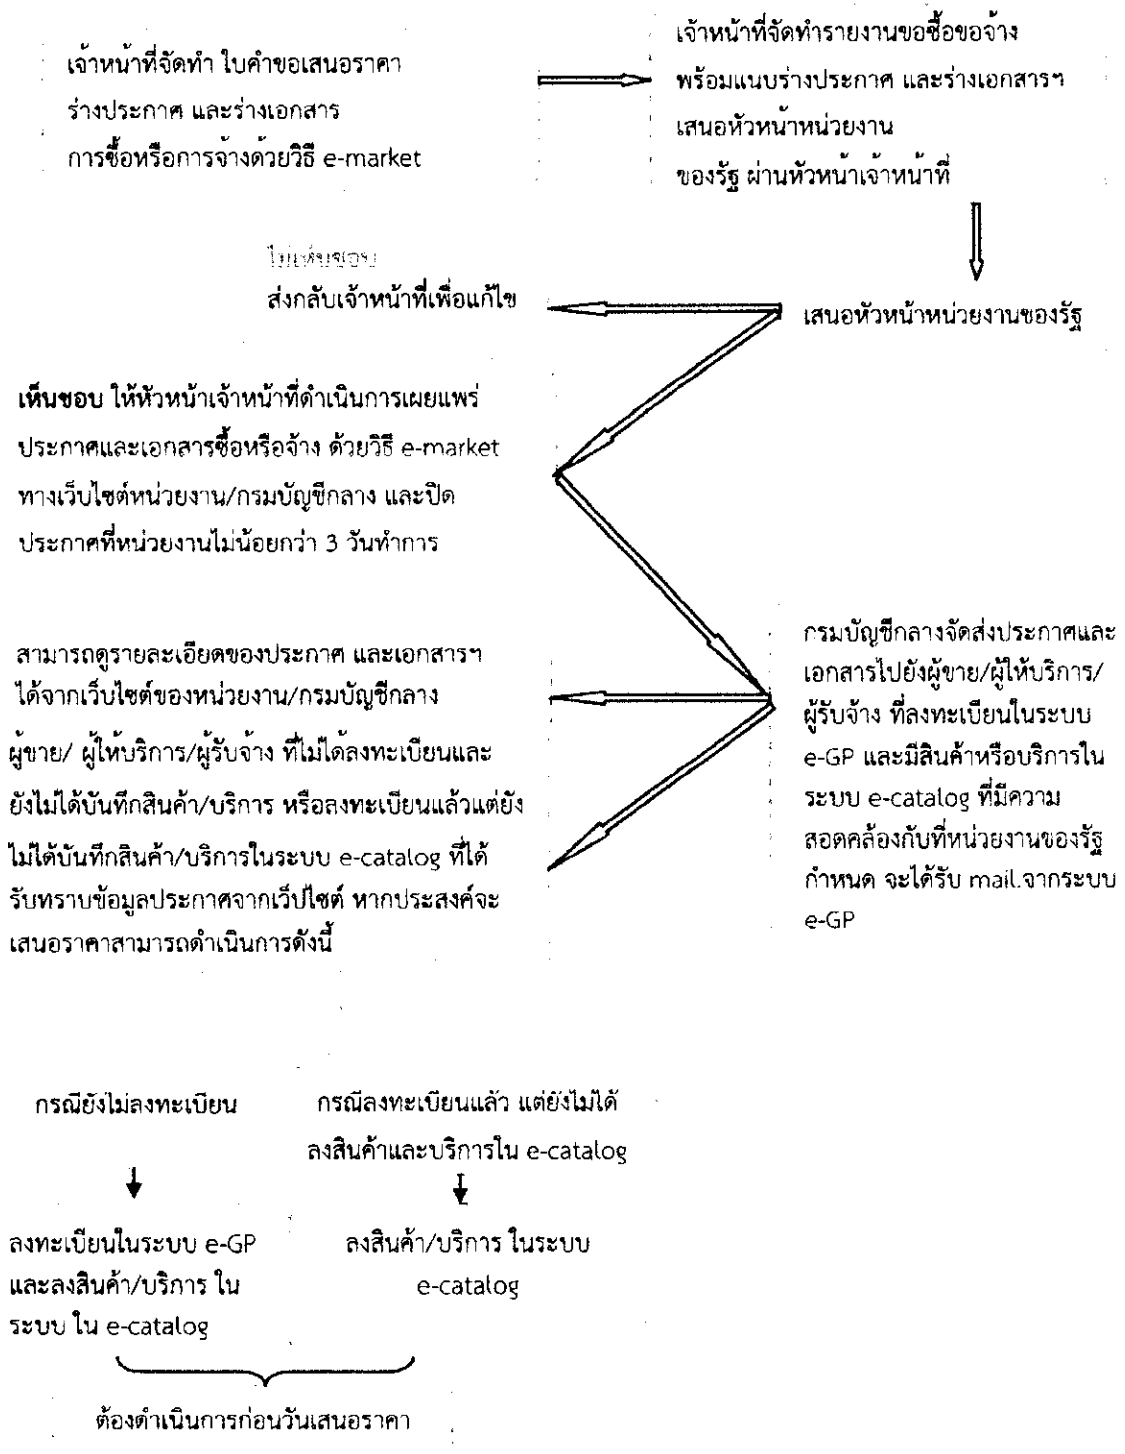 เจ้าหน้าที่จัดทำ ใบคำขอเสนอราคา
ร่างประกาศ และร่างเอกสาร
การซื้อหรือการจ้างด้วยวิธี e-market
เจ้าหน้าที่จัดทำรายงานขอซื้อขอจ้าง
พร้อมแนบร่างประกาศ และร่างเอกสารฯ
เสนอหัวหน้าหน่วยงาน
ของรัฐ ผ่านหัวหน้าเจ้าหน้าที่
ไม่เห็นชอบ
ส่งกลับเจ้าหน้าที่เพื่อแก้ไข
เสนอหัวหน้าหน่วยงานของรัฐ
เห็นชอบ ให้หัวหน้าเจ้าหน้าที่ดำเนินการเผยแพร่
ประกาศและเอกสารซื้อหรือจ้าง ด้วยวิธี e-market
ทางเว็บไซต์หน่วยงาน/กรมบัญชีกลาง และปิด
ประกาศที่หน่วยงานไม่น้อยกว่า 3 วันทำการ
สามารถดูรายละเอียดของประกาศ และเอกสารฯ
ได้จากเว็บไซต์ของหน่วยงาน/กรมบัญชีกลาง
ผู้ขาย/ ผู้ให้บริการ/ผู้รับจ้าง ที่ไม่ได้ลงทะเบียนและ
ยังไม่ได้บันทึกสินค้า/บริการ หรือลงทะเบียนแล้วแต่ยัง
ไม่ได้บันทึกสินค้า/บริการในระบบ e-catalog ที่ได้
รับทราบข้อมูลประกาศจากเว็ปไซต์ หากประสงค์จะ
เสนอราคาสามารถดำเนินการดังนี้
กรมบัญชีกลางจัดส่งประกาศและ
เอกสารไปยังผู้ขาย/ผู้ให้บริการ/
ผู้รับจ้าง ที่ลงทะเบียนในระบบ
e-GP และมีสินค้าหรือบริการใน
ระบบ e-catalog ที่มีความ
สอดคล้องกับที่หน่วยงานของรัฐ
กำหนด จะได้รับ mail.จากระบบ
e-GP
กรณียังไม่ลงทะเบียน
กรณีลงทะเบียนแล้ว แต่ยังไม่ได้
ลงสินค้าและบริการใน e-catalog
ลงทะเบียนในระบบ e-GP
และลงสินค้า/บริการ ใน
ระบบ ใน e-catalog
ลงสินค้า/บริการ ในระบบ
e-catalog
ต้องดำเนินการก่อนวันเสนอราคา